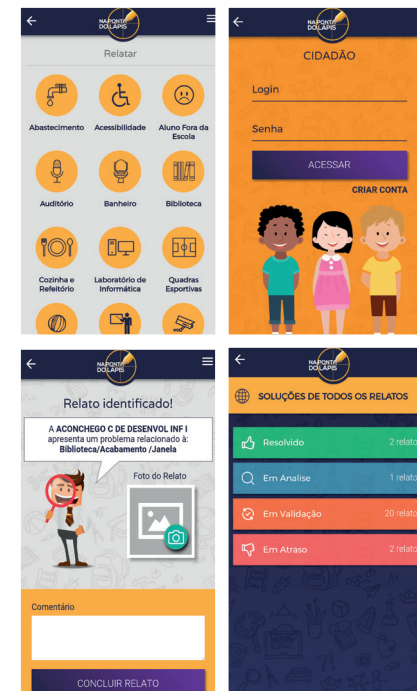 NA PONTA
DO LÁPIS
Relatar
Abastecimento
Acessibilidade
Aluno Fora da
Escola
Auditório
Banheiro
Biblioteca
Cozinha e
Refeitório
Laboratório de
Informática
Quadras
Esportivas
NA PONTA
DO LÁPIS
CIDADÃO
Login
Senha
ACESSAR
CRIAR CONTA
NA PONTA
DO LÁPIS
Relato identificado!
A ACONCHEGO C DE DESENVOL INF I
apresenta um problema relacionado à:
Biblioteca/Acabamento /Janela
Foto do Relato
Comentário
CONCLUIR RELATO
NA PONTA
DO LÁPIS
SOLUÇÕES DE TODOS OS RELATOS
Resolvido 2 relato
Em Analise 1 relato
Em Validação 20 relato
Em Atraso 2 relato